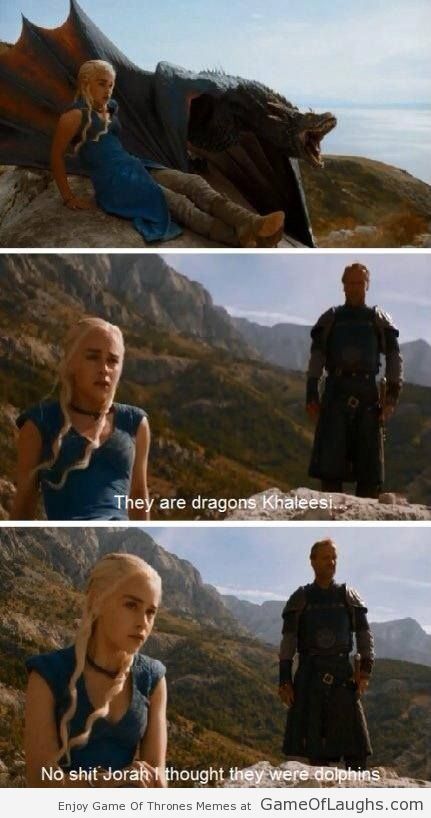 They are dragons Khaleesi...
No shit Jorah I thought they were dolphins
Enjoy Game Of Thrones Memes at GameOfLaughs.com